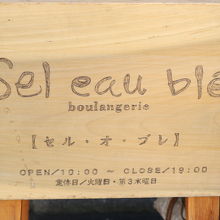 Sel eau blé
boulangerie
【セル・オ・ブレ】
OPEN/10:00 ～ CLOSE/19:00
定休日/火曜日・第3水曜日